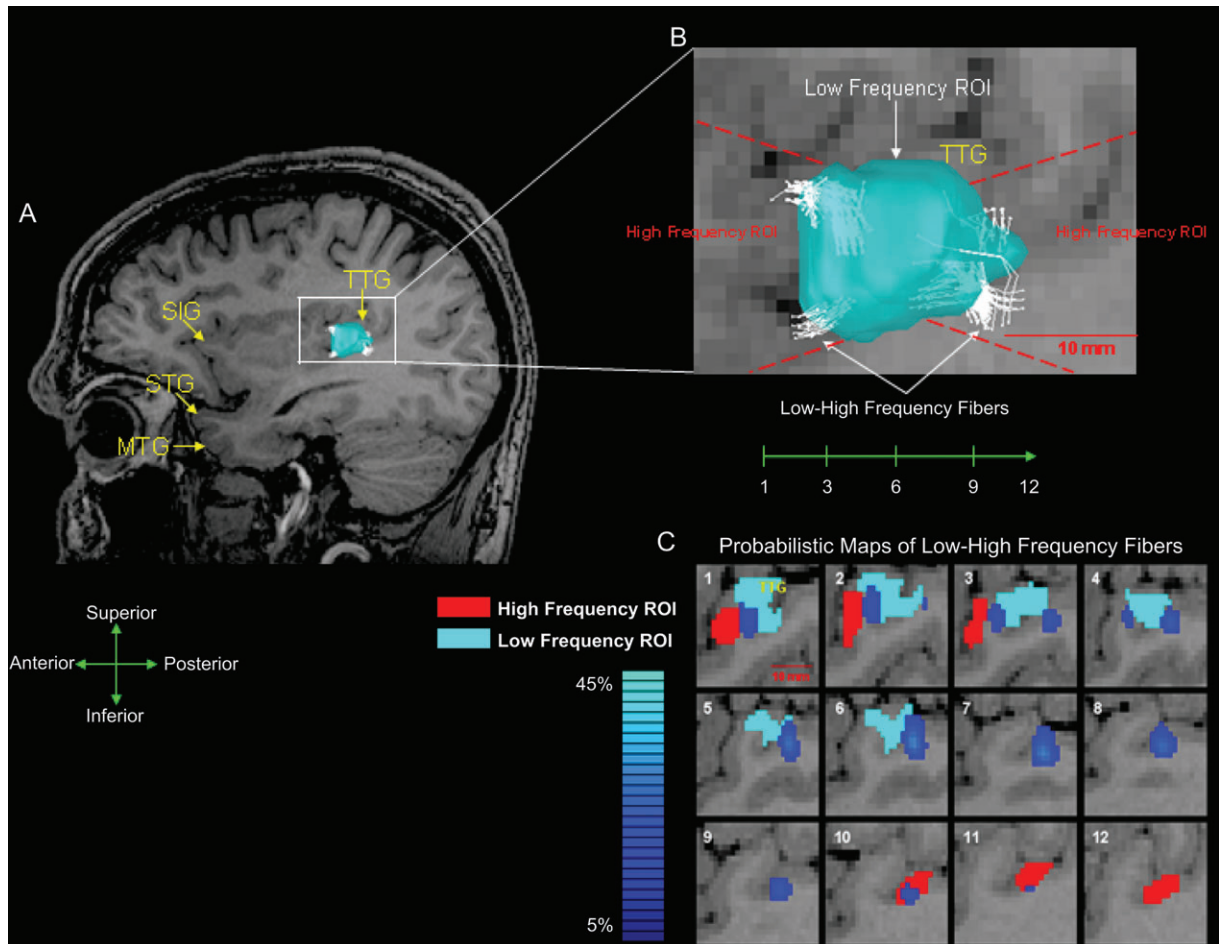 A
SIG
TTG
STG
MTG
B
Low Frequency ROI
TTG
High Frequency ROI
High Frequency ROI
10 mm
Low-High Frequency Fibers
1 3 6 9 12
Superior
Anterior Posterior
Inferior
High Frequency ROI
Low Frequency ROI
45%
5%
C
Probabilistic Maps of Low-High Frequency Fibers
1 TTG 2 3 4
10 mm
5 6 7 8
9 10 11 12